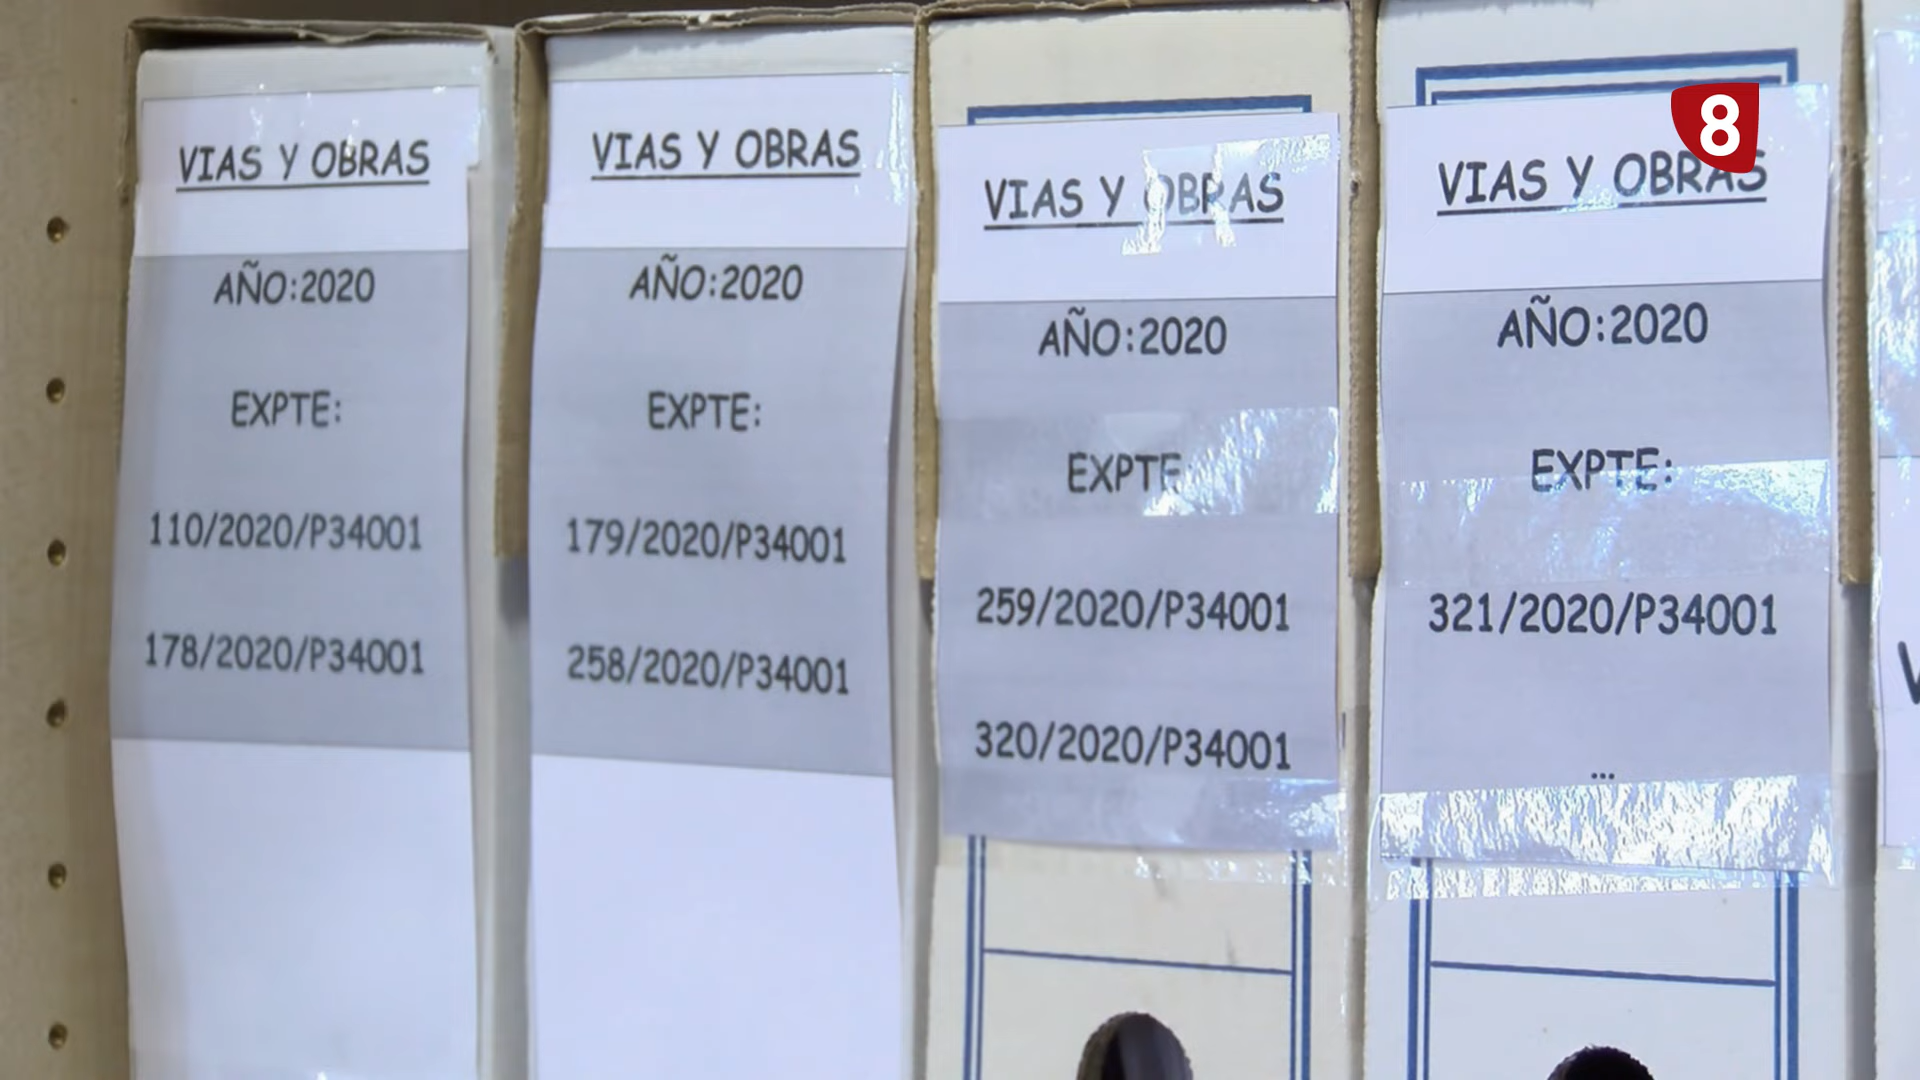 VIAS Y OBRAS
AÑO:2020
EXPTE:
110/2020/P34001
178/2020/P34001
VIAS Y OBRAS
AÑO:2020
EXPTE:
179/2020/P34001
258/2020/P34001
VIAS Y OBRAS
AÑO:2020
EXPTE
259/2020/P34001
320/2020/P34001
8
VIAS Y OBRAS
AÑO:2020
EXPTE:
321/2020/P34001
...
V